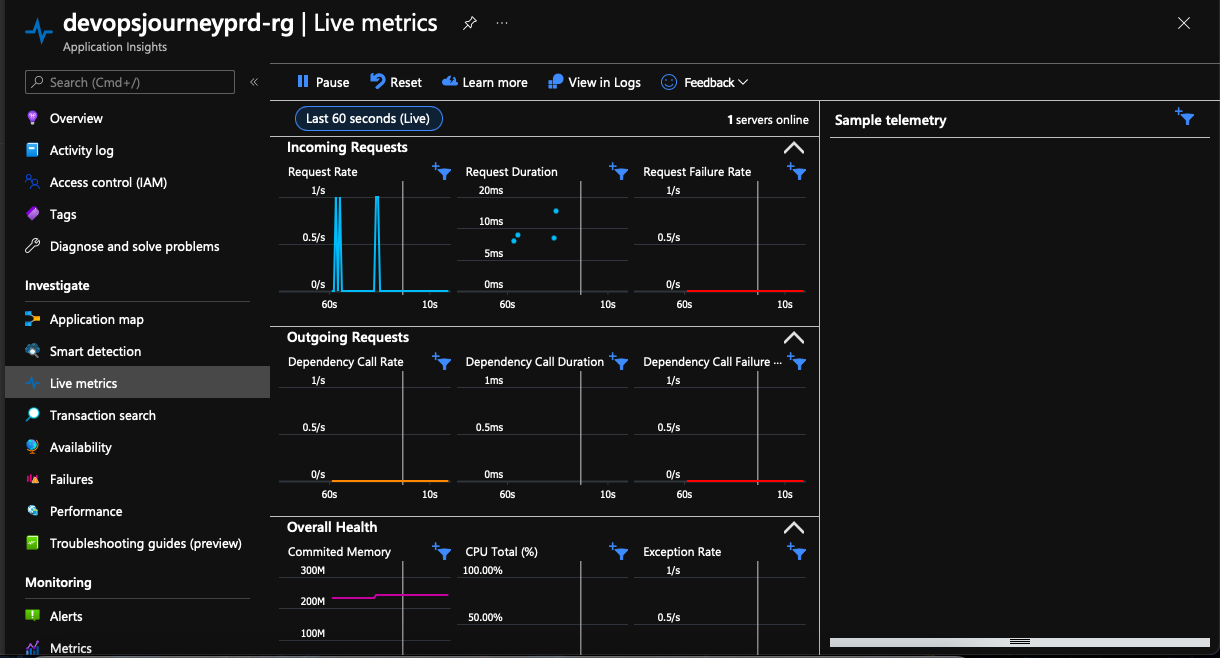 devopsjourneyprd-rg | Live metrics
Application Insights
Search (Cmd+/)
Overview
Activity log
Access control (IAM)
Tags
Diagnose and solve problems
Investigate
Application map
Smart detection
Live metrics
Transaction search
Availability
Failures
Performance
Troubleshooting guides (preview)
Monitoring
Alerts
Metrics
Pause Reset Learn more View in Logs Feedback
Last 60 seconds (Live) 1 servers online
Incoming Requests
Request Rate
1/s
0.5/s
0/s
60s 10s
Request Duration
20ms
10ms
5ms
0ms
60s 10s
Request Failure Rate
1/s
0.5/s
0/s
60s 10s
Outgoing Requests
Dependency Call Rate
1/s
0.5/s
0/s
60s 10s
Dependency Call Duration
1ms
0.5ms
0ms
60s 10s
Dependency Call Failure ...
1/s
0.5/s
0/s
60s 10s
Overall Health
Commited Memory
300M
200M
100M
CPU Total (%)
100.00%
50.00%
Exception Rate
1/s
0.5/s
Sample telemetry